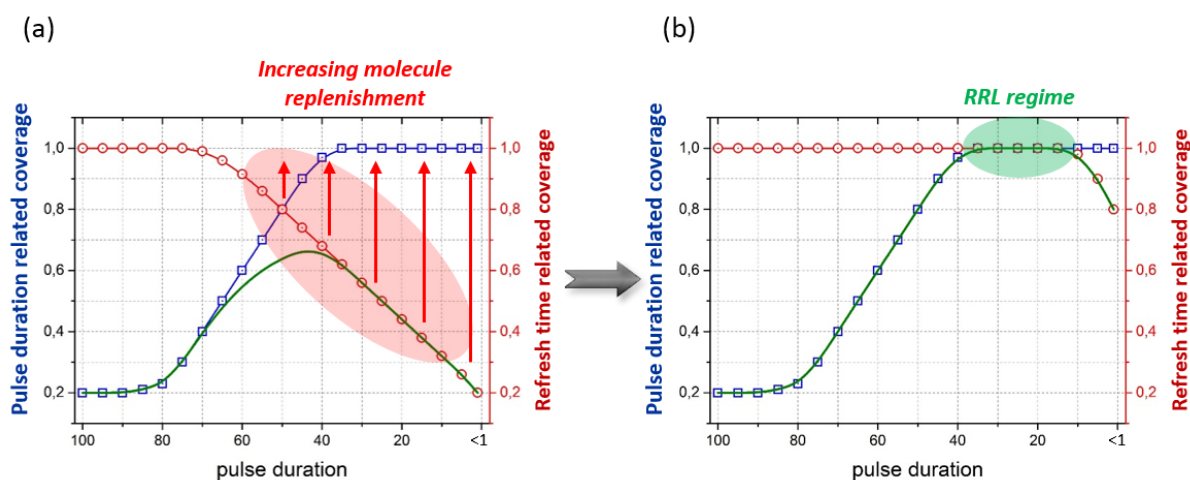 (a)
Increasing molecule
replenishment
Pulse duration related coverage
1,0
0,8
0,6
0,4
0,2
1,0
0,8
0,6
0,4
0,2
Refresh time related coverage
100 80 60 40 20 <1
pulse duration
(b)
RRL regime
Pulse duration related coverage
1,0
0,8
0,6
0,4
0,2
1,0
0,8
0,6
0,4
0,2
Refresh time related coverage
100 80 60 40 20 <1
pulse duration